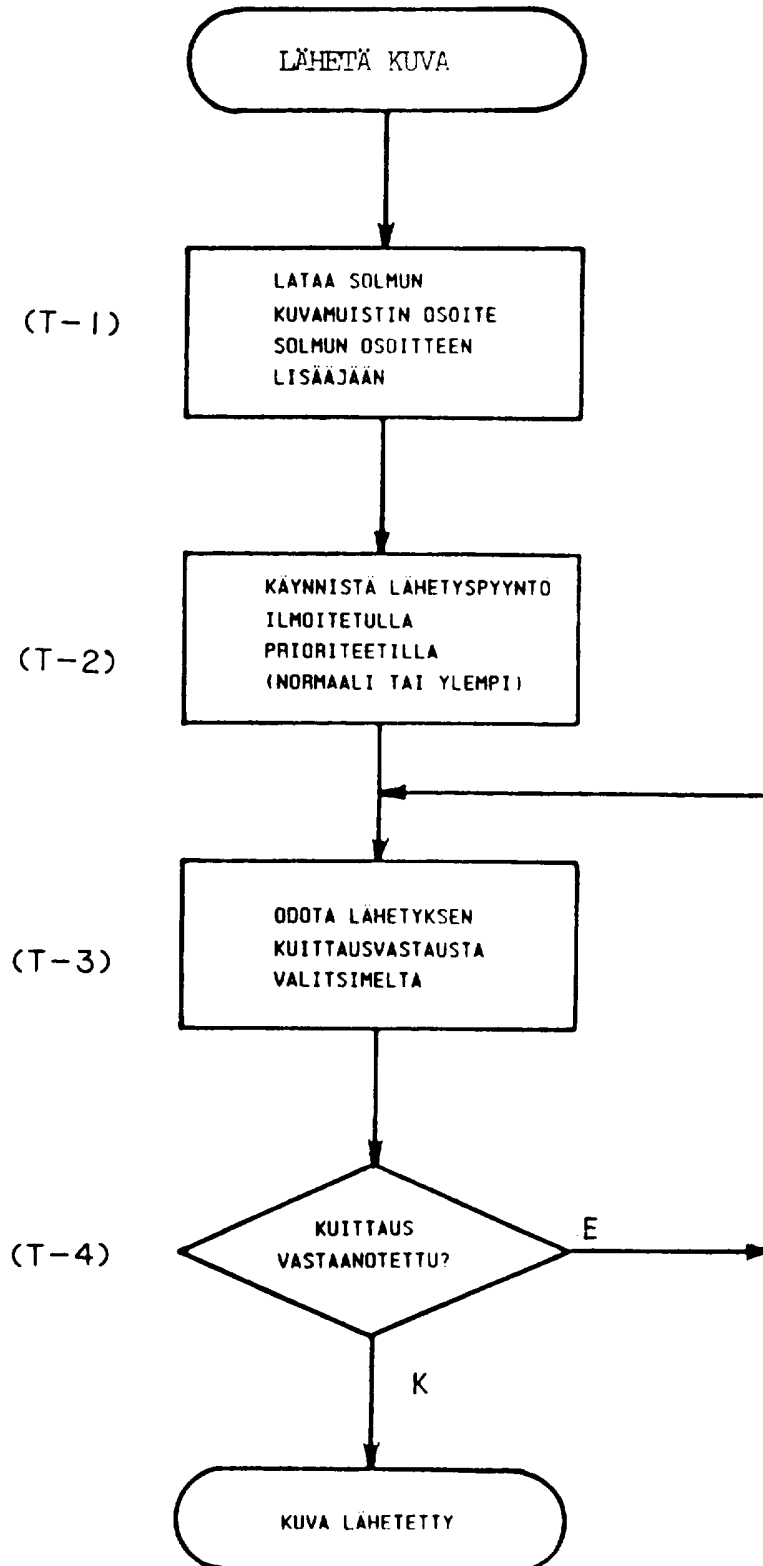 LÄHETÄ KUVA
(T-1)
LATAA SOLMUN
KUVAMUISTIN OSOITE
SOLMUN OSOITTEEN
LISÄÄJÄÄN
(T-2)
KÄYNNISTÄ LÄHETYSPYYNTÖ
ILMOITETULLA
PRIORITEETILLA
(NORMAALI TAI YLEMPI)
(T-3)
ODOTA LÄHETYKSEN
KUITTAUSVASTAUSTA
VALITSIMELTA
(T-4)
KUITTAUS
VASTAANOTETTU?
E
K
KUVA LÄHETETTY